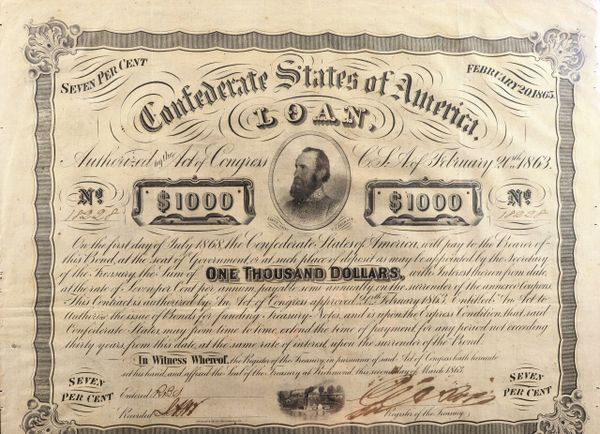 SEVEN PER CENT
FEBRUARY 20, 1863.
Confederate States of America.
LOAN,
Authorized by the Act of Congress C.S.A. of February 20th 1863.
No
$1000
$1000
No
On the first day of July 1868, the Confederate States of America, will pay to the Bearer of
this Bond, at the Seat of Government, or at such place of deposit as may be appointed by the Secretary
of the Treasury, the Sum of ONE THOUSAND DOLLARS, with Interest thereon from date,
at the rate of Seven per Cent per annum, payable semi-annually, on the surrender of the annexed Coupons.
This Contract is authorized by An Act of Congress approved 20th February 1863, entitled "An Act to
Authorize the issue of Bonds for funding Treasury Notes," and is upon the Express Condition, that said
Confederate States, may from time to time, extend the time of payment for any period not exceeding
thirty years, from this date, at the same rate of interest, upon the surrender of the Bond.
In Witness Whereof, the Register of the Treasury, in pursuance of said Act of Congress, hath hereunto
set his hand, and affixed the Seal of the Treasury, at Richmond, this second day of March 1863.
SEVEN PER CENT
Entered
Recorded
Register of the Treasury.
SEVEN PER CENT